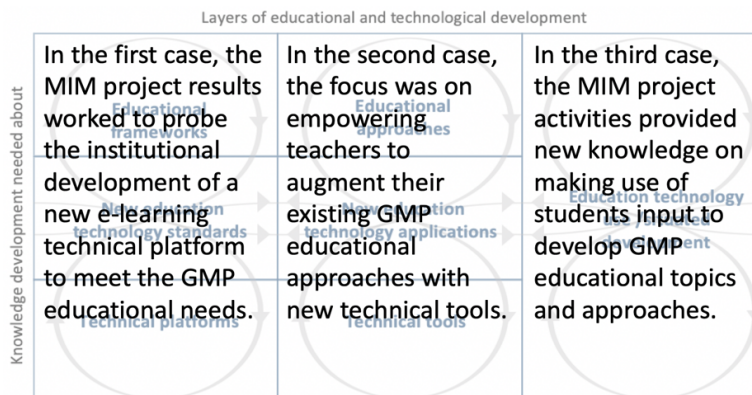 Layers of educational and technological development
Knowledge development needed about
In the first case, the
MIM project results
worked to probe
the institutional
development of a
new e-learning
technical platform
to meet the GMP
educational needs.
In the second case,
the focus was on
empowering
teachers to
augment their
existing GMP
educational
approaches with
new technical tools.
In the third case,
the MIM project
activities provided
new knowledge on
making use of
students input to
develop GMP
educational topics
and approaches.
Educational
frameworks
technology standards
Technical platforms
Educational
approaches
technology applications
Technical tools
Education technology
development